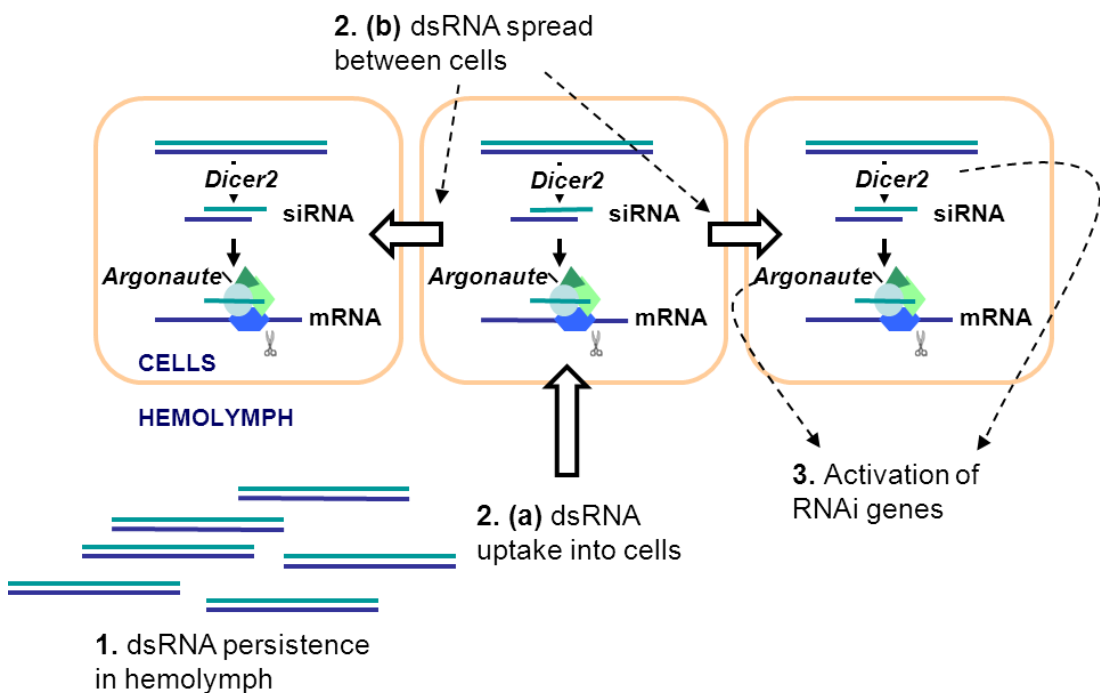 2. (b) dsRNA spread
between cells
Dicer2
siRNA
Argonaute
mRNA
Dicer2
siRNA
Argonaute
mRNA
Dicer2
siRNA
Argonaute
mRNA
CELLS
HEMOLYMPH
2. (a) dsRNA
uptake into cells
3. Activation of
RNAi genes
1. dsRNA persistence
in hemolymph